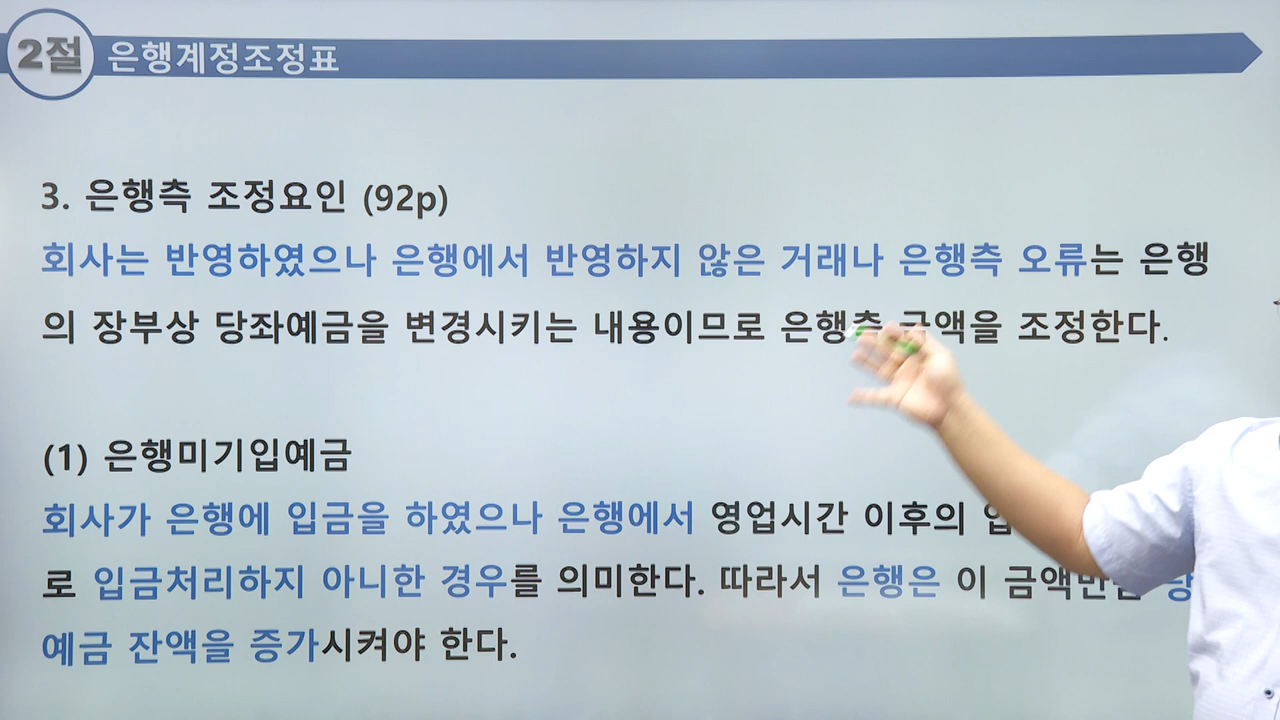 2절 은행계정조정표
3. 은행측 조정요인 (92p)
회사는 반영하였으나 은행에서 반영하지 않은 거래나 은행측 오류는 은행
의 장부상 당좌예금을 변경시키는 내용이므로 은행측 금액을 조정한다.
(1) 은행미기입예금
회사가 은행에 입금을 하였으나 은행에서 영업시간 이후의
로 입금처리하지 아니한 경우를 의미한다. 따라서 은행은 이
예금 잔액을 증가시켜야 한다.